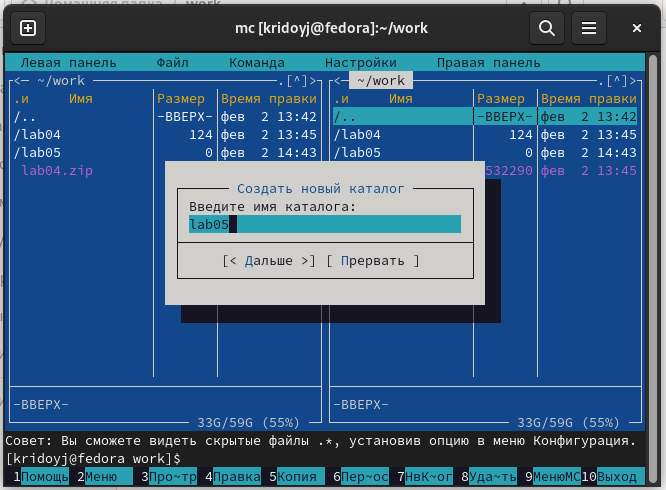 mc [kridoyj@fedora]:~/work
Левая панель Файл Команда Настройки Правая панель
<— ~/work .[^]> <— ~/work .[^]>
.и Имя Размер Время правки .и Имя Размер Время правки
/.. -ВВЕРХ- фев 2 13:42 /.. -ВВЕРХ- фев 2 13:42
/lab04 124 фев 2 13:45 /lab04 124 фев 2 13:45
/lab05 0 фев 2 14:43 /lab05 0 фев 2 14:43
lab04.zip 532290 фев 2 13:45
Создать новый каталог
Введите имя каталога:
lab05
[< Дальше >] [ Прервать ]
-ВВЕРХ- -ВВЕРХ-
33G/59G (55%) 33G/59G (55%)
Совет: Вы сможете видеть скрытые файлы .*, установив опцию в меню Конфигурация.
[kridoyj@fedora work]$
1Помощь 2Меню 3Про~тр 4Правка 5Копия 6Пер~ос 7НвК~ог 8Уда~ть 9МенюMC 10Выход